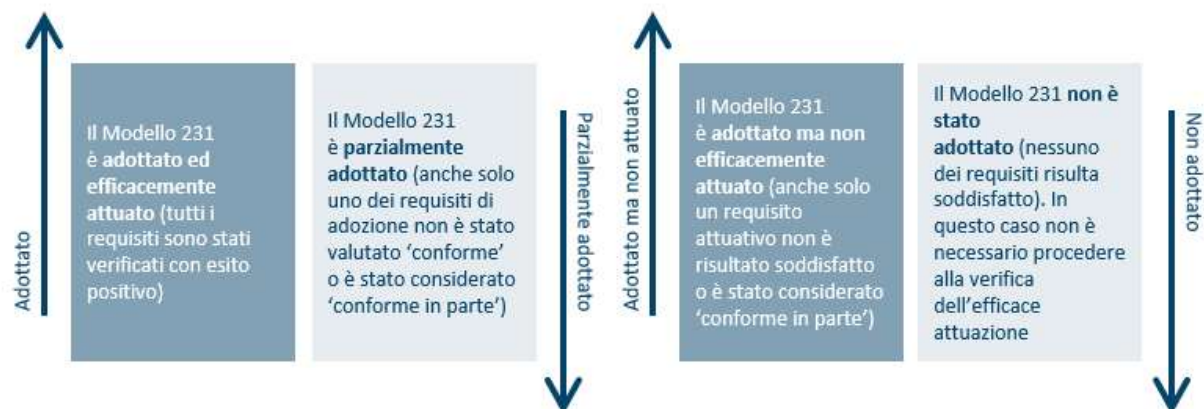 Adottato
Il Modello 231
è adottato ed
efficacemente
attuato (tutti i
requisiti sono stati
verificati con esito
positivo)
Il Modello 231
è parzialmente
adottato (anche solo
uno dei requisiti di
adozione non è stato
valutato ‘conforme’
o è stato considerato
‘conforme in parte’)
Parzialmente adottato
Adottato ma non attuato
Il Modello 231
è adottato ma non
efficacemente
attuato (anche solo
un requisito
attuativo non è
risultato soddisfatto
o è stato considerato
‘conforme in parte’)
Il Modello 231 non è
stato
adottato (nessuno
dei requisiti risulta
soddisfatto). In
questo caso non è
necessario procedere
alla verifica
dell’efficace
attuazione
Non adottato